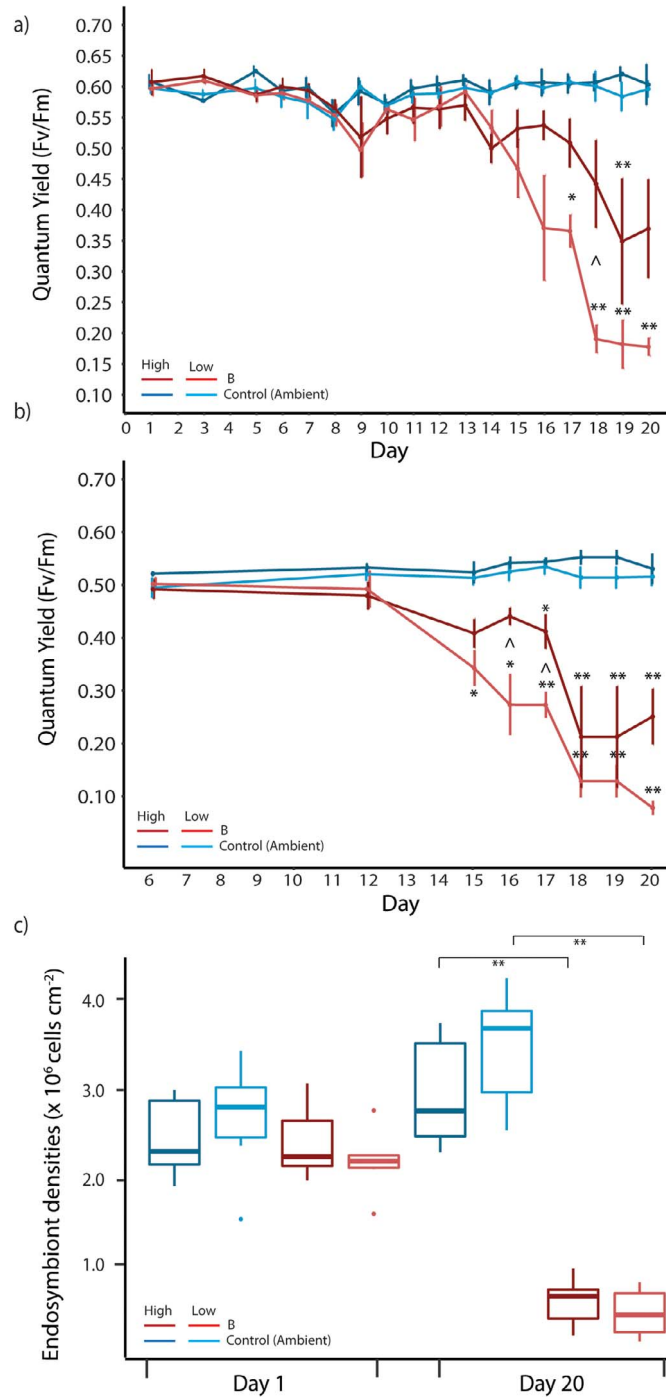 a)
0.70
0.65
0.60
0.55
0.50
0.45
0.40
0.35
0.30
0.25
0.20
0.15
0.10
Quantum Yield (Fv/Fm)
**
*
^
** ** **
High Low
B
Control (Ambient)
0 1 2 3 4 5 6 7 8 9 10 11 12 13 14 15 16 17 18 19 20
Day
b)
0.70
0.60
0.50
0.40
0.30
0.20
0.10
Quantum Yield (Fv/Fm)
*
^ ^
* **
*
** ** **
** ** **
High Low
B
Control (Ambient)
6 7 8 9 10 11 12 13 14 15 16 17 18 19 20
Day
c)
** **
4.0
3.0
2.0
1.0
Endosymbiont densities (x 10⁶ cells cm⁻²)
High Low
B
Control (Ambient)
Day 1 Day 20